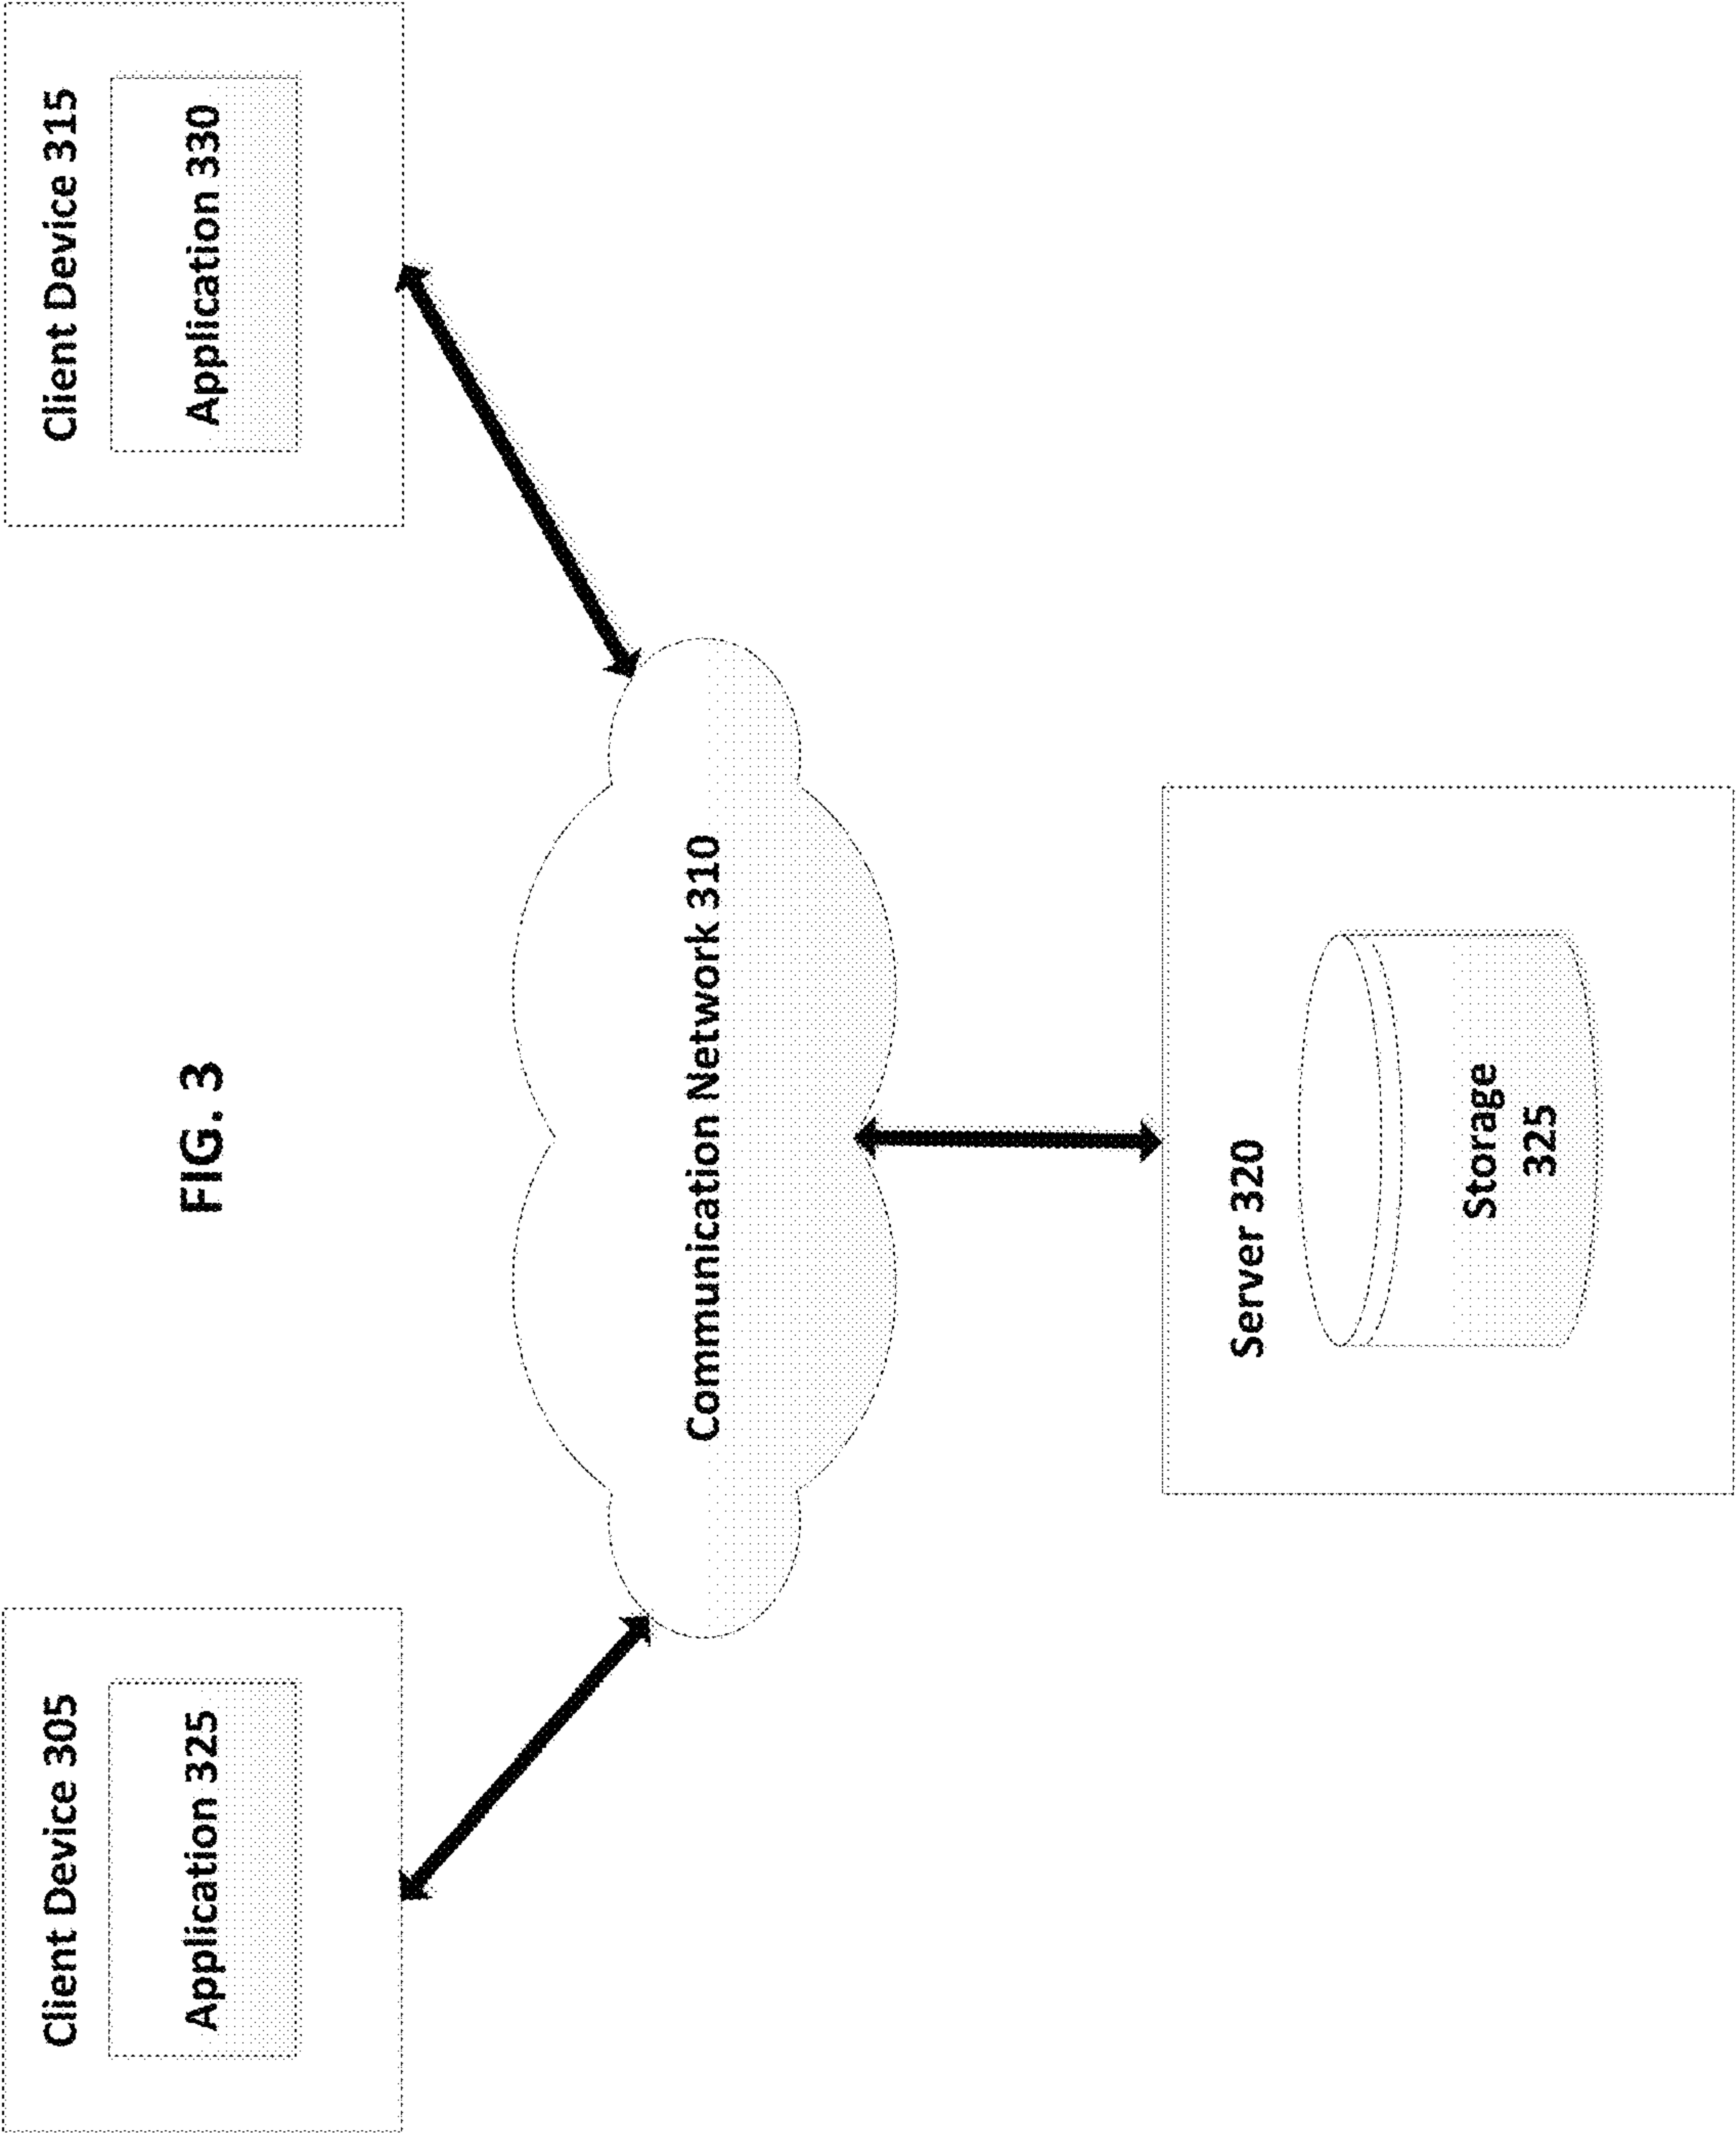 FIG. 3
Client Device 305
Application 325
Client Device 315
Application 330
Communication Network 310
Server 320
Storage
325